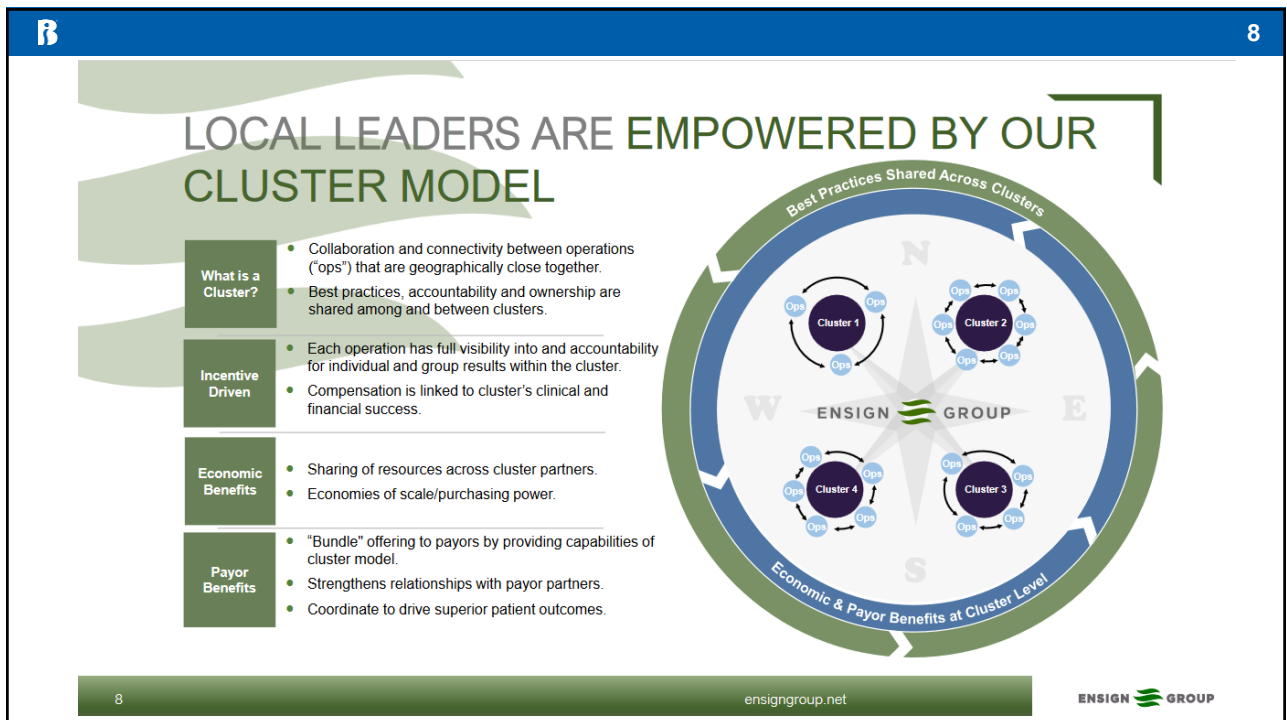 8
LOCAL LEADERS ARE EMPOWERED BY OUR
CLUSTER MODEL
What is a
Cluster?
• Collaboration and connectivity between operations
(“ops”) that are geographically close together.
• Best practices, accountability and ownership are
shared among and between clusters.
Incentive
Driven
• Each operation has full visibility into and accountability
for individual and group results within the cluster.
• Compensation is linked to cluster’s clinical and
financial success.
Economic
Benefits
• Sharing of resources across cluster partners.
• Economies of scale/purchasing power.
Payor
Benefits
• “Bundle” offering to payors by providing capabilities of
cluster model.
• Strengthens relationships with payor partners.
• Coordinate to drive superior patient outcomes.
Best Practices Shared Across Clusters
N
Ops
Ops
Ops
Cluster 1
Ops
Ops
Ops
Ops
Ops
Ops
Cluster 2
W
ENSIGN GROUP
E
Ops
Ops
Ops
Ops
Ops
Cluster 4
Ops
Ops
Ops
Ops
Cluster 3
S
Economic & Payor Benefits at Cluster Level
8
ensigngroup.net
ENSIGN GROUP